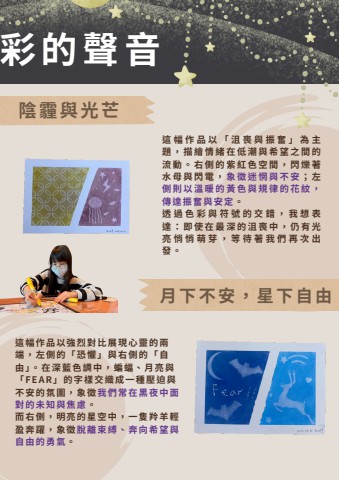 彩的聲音
陰霾與光芒
這幅作品以「沮喪與振奮」為主
題，描繪情緒在低潮與希望之間的
流動。右側的紫紅色空間，閃爍著
水母與閃電，象徵迷惘與不安；左
側則以溫暖的黃色與規律的花紋，
傳達振奮與安定。
透過色彩與符號的交錯，我想表
達：即使在最深的沮喪中，仍有光
亮悄悄萌芽，等待著我們再次出
發。
月下不安，星下自由
這幅作品以強烈對比展現心靈的兩
端，左側的「恐懼」與右側的「自
由」。在深藍色調中，蝙蝠、月亮與
「FEAR」的字樣交織成一種壓迫與
不安的氛圍，象徵我們常在黑夜中面
對的未知與焦慮。
而右側，明亮的星空中，一隻羚羊輕
盈奔躍，象徵脫離束縛、奔向希望與
自由的勇氣。
Fear!!